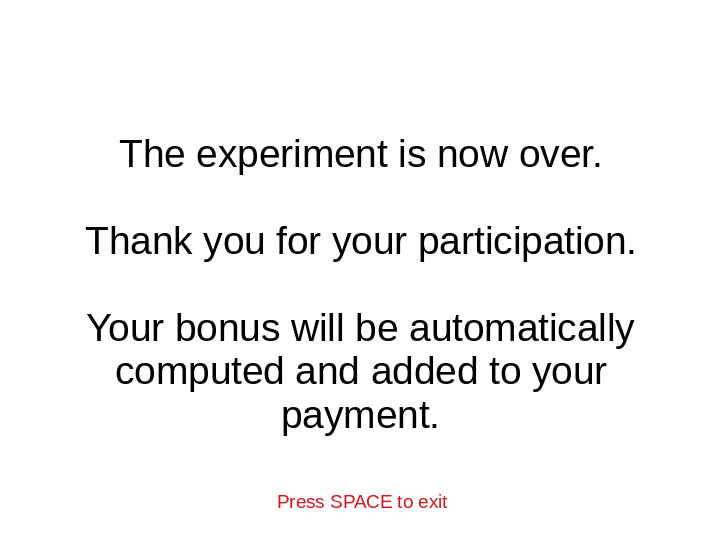 The experiment is now over.
Thank you for your participation.
Your bonus will be automatically
computed and added to your
payment.
Press SPACE to exit